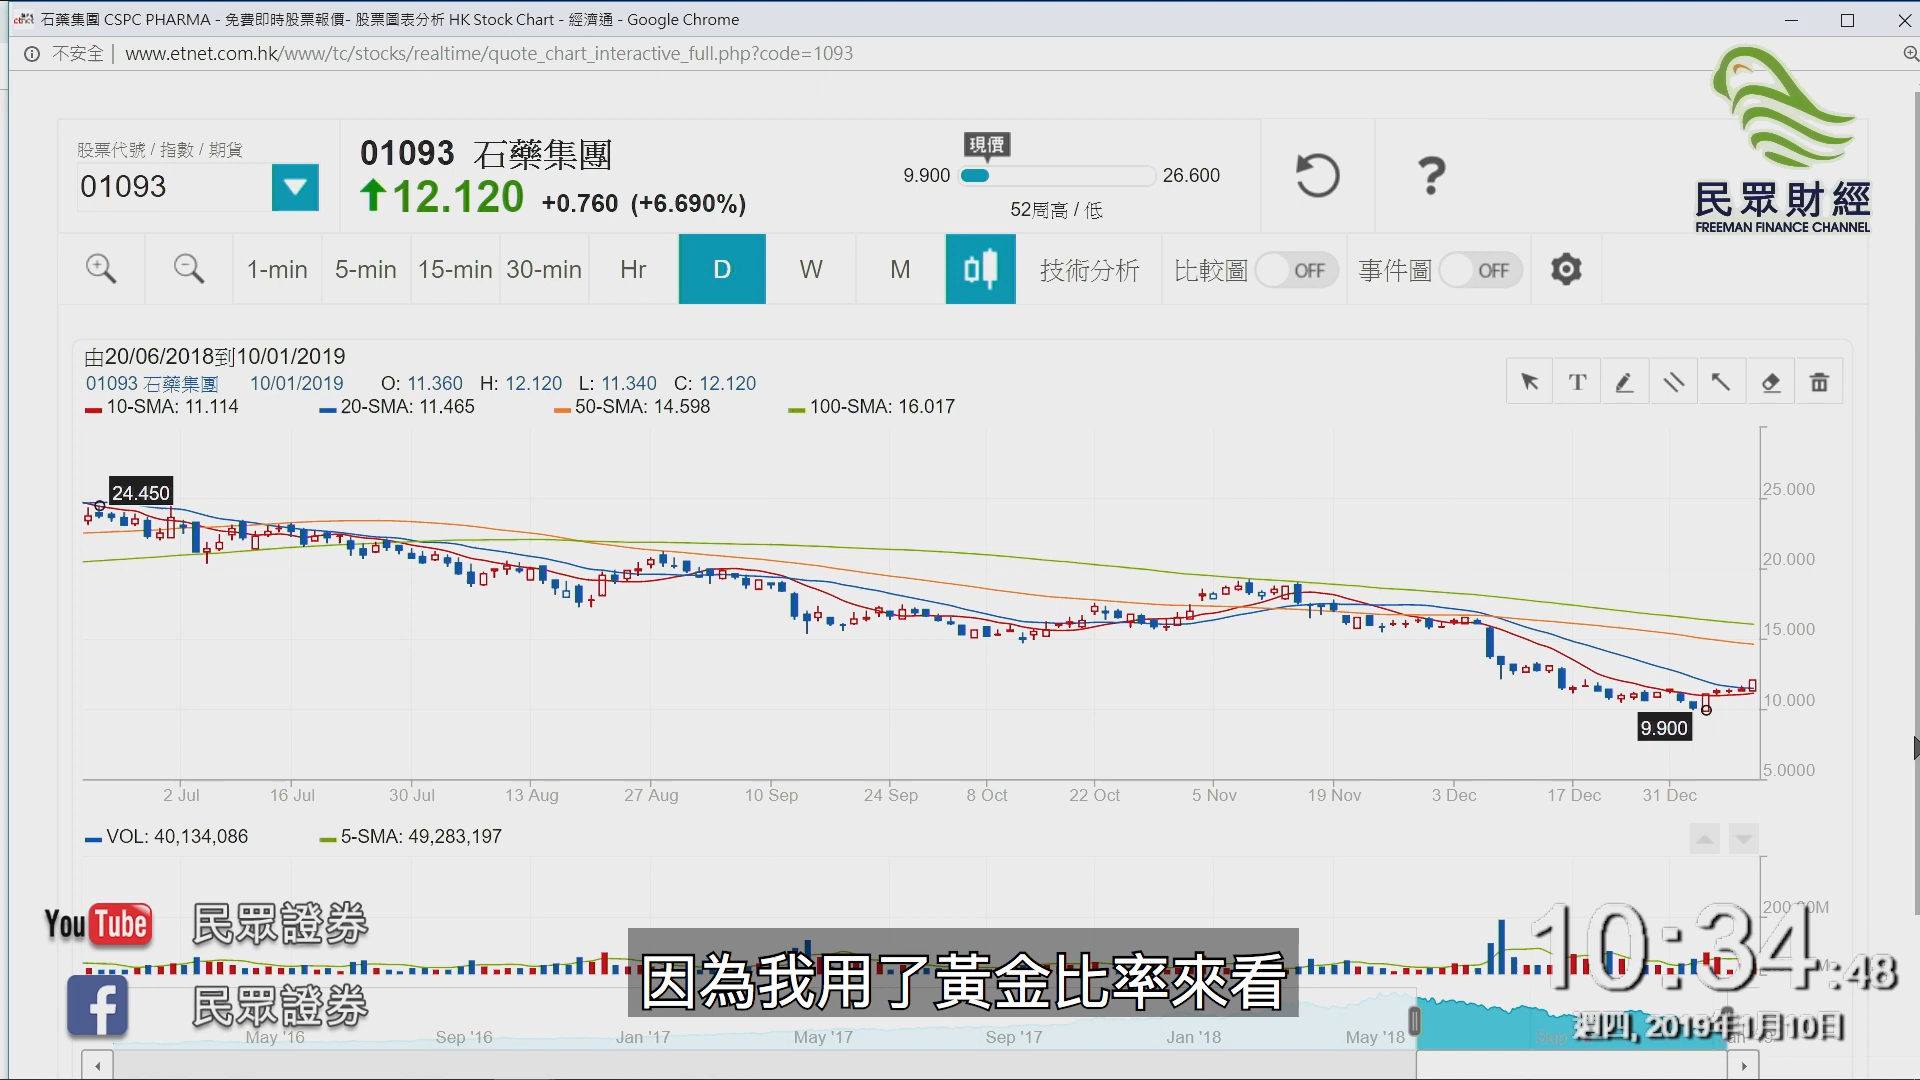 石藥集團 CSPC PHARMA - 免費即時股票報價- 股票圖表分析 HK Stock Chart - 經濟通 - Google Chrome
不安全 | www.etnet.com.hk/www/tc/stocks/realtime/quote_chart_interactive_full.php?code=1093
民眾財經
FREEMAN FINANCE CHANNEL
股票代號 / 指數 / 期貨
01093
01093 石藥集團
12.120 +0.760 (+6.690%)
現價
9.900 26.600
52周高 / 低
?
1-min 5-min 15-min 30-min Hr D W M 技術分析 比較圖 OFF 事件圖 OFF
由20/06/2018到10/01/2019
01093 石藥集團 10/01/2019 O: 11.360 H: 12.120 L: 11.340 C: 12.120
10-SMA: 11.114 20-SMA: 11.465 50-SMA: 14.598 100-SMA: 16.017
T
24.450
25.000
20.000
15.000
10.000
9.900
5.0000
2 Jul 16 Jul 30 Jul 13 Aug 27 Aug 10 Sep 24 Sep 8 Oct 22 Oct 5 Nov 19 Nov 3 Dec 17 Dec 31 Dec
VOL: 40,134,086 5-SMA: 49,283,197
YouTube 民眾證券
f 民眾證券
10:34:48
因為我用了黃金比率來看
週四, 2019年1月10日
May '16 Sep '16 Jan '17 May '17 Sep '17 Jan '18 May '18